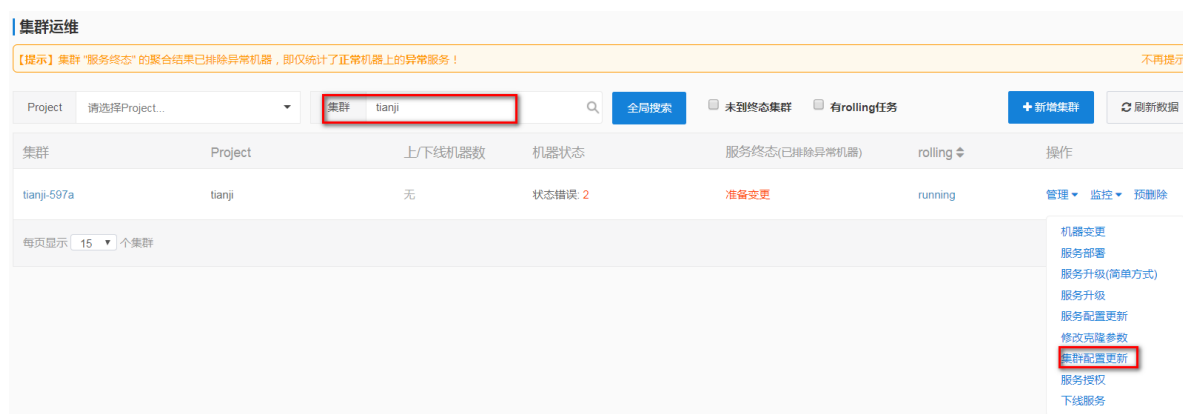 集群运维
【提示】集群 "服务终态" 的聚合结果已排除异常机器，即仅统计了正常机器上的异常服务！ 不再提示
Project 请选择Project... 集群 tianji 全局搜索 未到终态集群 有rolling任务 新增集群 刷新数据
集群 Project 上/下线机器数 机器状态 服务终态(已排除异常机器) rolling 操作
tianji-597a tianji 无 状态错误: 2 准备变更 running 管理 监控 预删除
每页显示 15 个集群
机器变更
服务部署
服务升级(简单方式)
服务升级
服务配置更新
修改克隆参数
集群配置更新
服务授权
下线服务